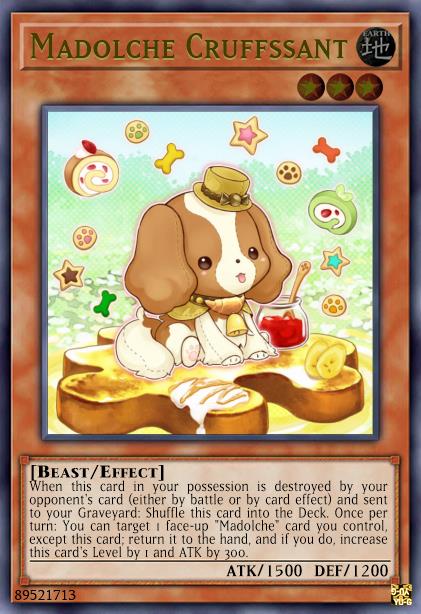 MADOLCHE CRUFFSSANT
EARTH
地
[BEAST/EFFECT]
When this card in your possession is destroyed by your
opponent's card (either by battle or by card effect) and sent
to your Graveyard: Shuffle this card into the Deck. Once per
turn: You can target 1 face-up "Madolche" card you control,
except this card; return it to the hand, and if you do, increase
this card's Level by 1 and ATK by 300.
ATK/1500 DEF/1200
89521713